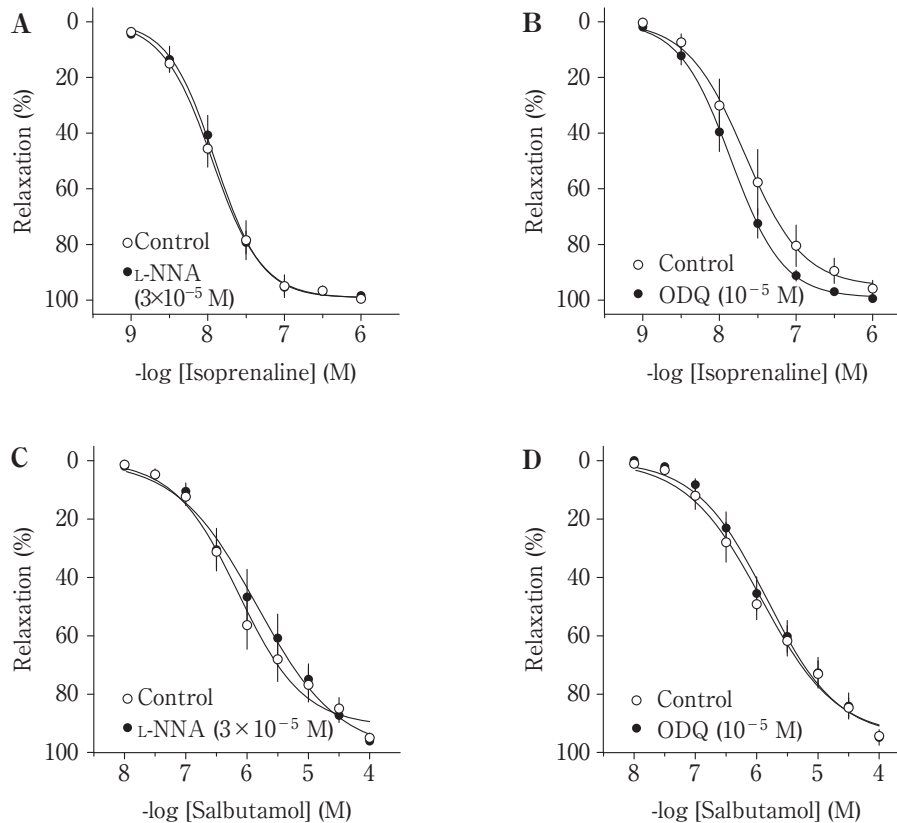 A
0
20
40
60
80
100
Relaxation (%)
Control
L-NNA
(3×10⁻⁵ M)
9 8 7 6
-log [Isoprenaline] (M)
B
0
20
40
60
80
100
Relaxation (%)
Control
ODQ (10⁻⁵ M)
9 8 7 6
-log [Isoprenaline] (M)
C
0
20
40
60
80
100
Relaxation (%)
Control
L-NNA (3×10⁻⁵ M)
8 7 6 5 4
-log [Salbutamol] (M)
D
0
20
40
60
80
100
Relaxation (%)
Control
ODQ (10⁻⁵ M)
8 7 6 5 4
-log [Salbutamol] (M)